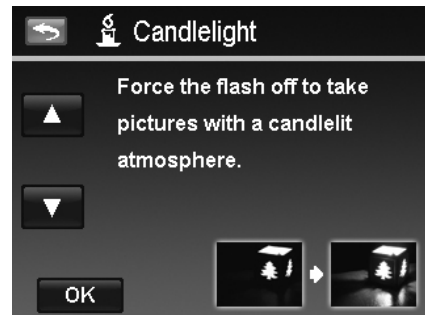 Candlelight
Force the flash off to take
pictures with a candlelit
atmosphere.
OK